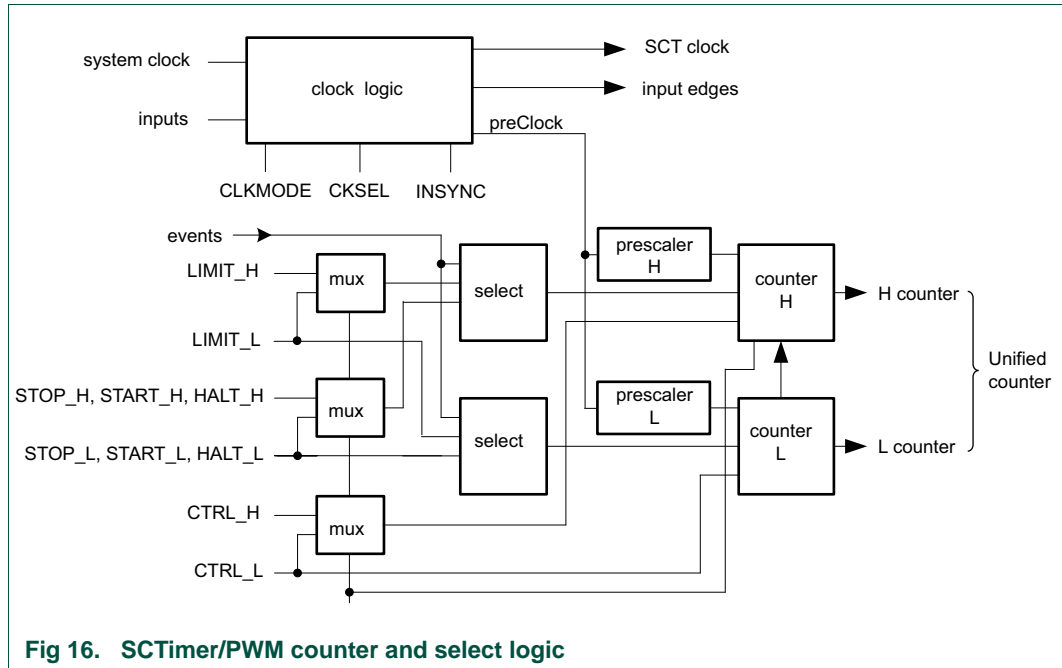 system clock
inputs
clock logic
SCT clock
input edges
preClock
CLKMODE
CKSEL
INSYNC
events
LIMIT_H
mux
LIMIT_L
select
prescaler
H
counter
H
H counter
STOP_H, START_H, HALT_H
mux
STOP_L, START_L, HALT_L
select
prescaler
L
counter
L
L counter
Unified
counter
CTRL_H
mux
CTRL_L
Fig 16. SCTimer/PWM counter and select logic